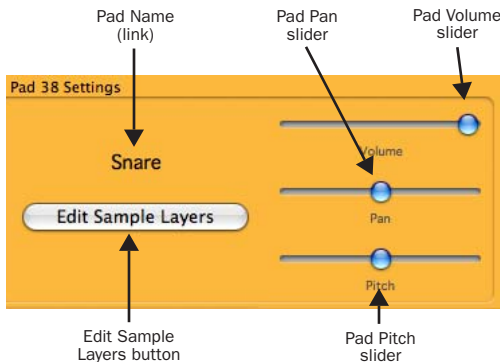 Pad Name
(link)
Pad Pan
slider
Pad Volume
slider
Pad 38 Settings
Volume
Snare
Edit Sample Layers
Pan
Pitch
Edit Sample
Layers button
Pad Pitch
slider